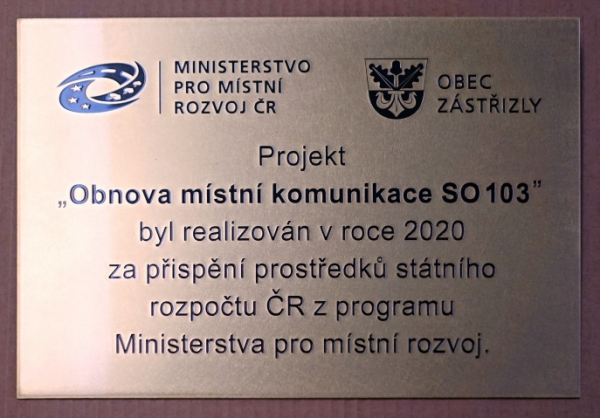 MINISTERSTVO
PRO MÍSTNÍ
ROZVOJ ČR
OBEC
ZÁSTŘIZLY
Projekt
„Obnova místní komunikace SO 103”
byl realizován v roce 2020
za přispění prostředků státního
rozpočtu ČR z programu
Ministerstva pro místní rozvoj.